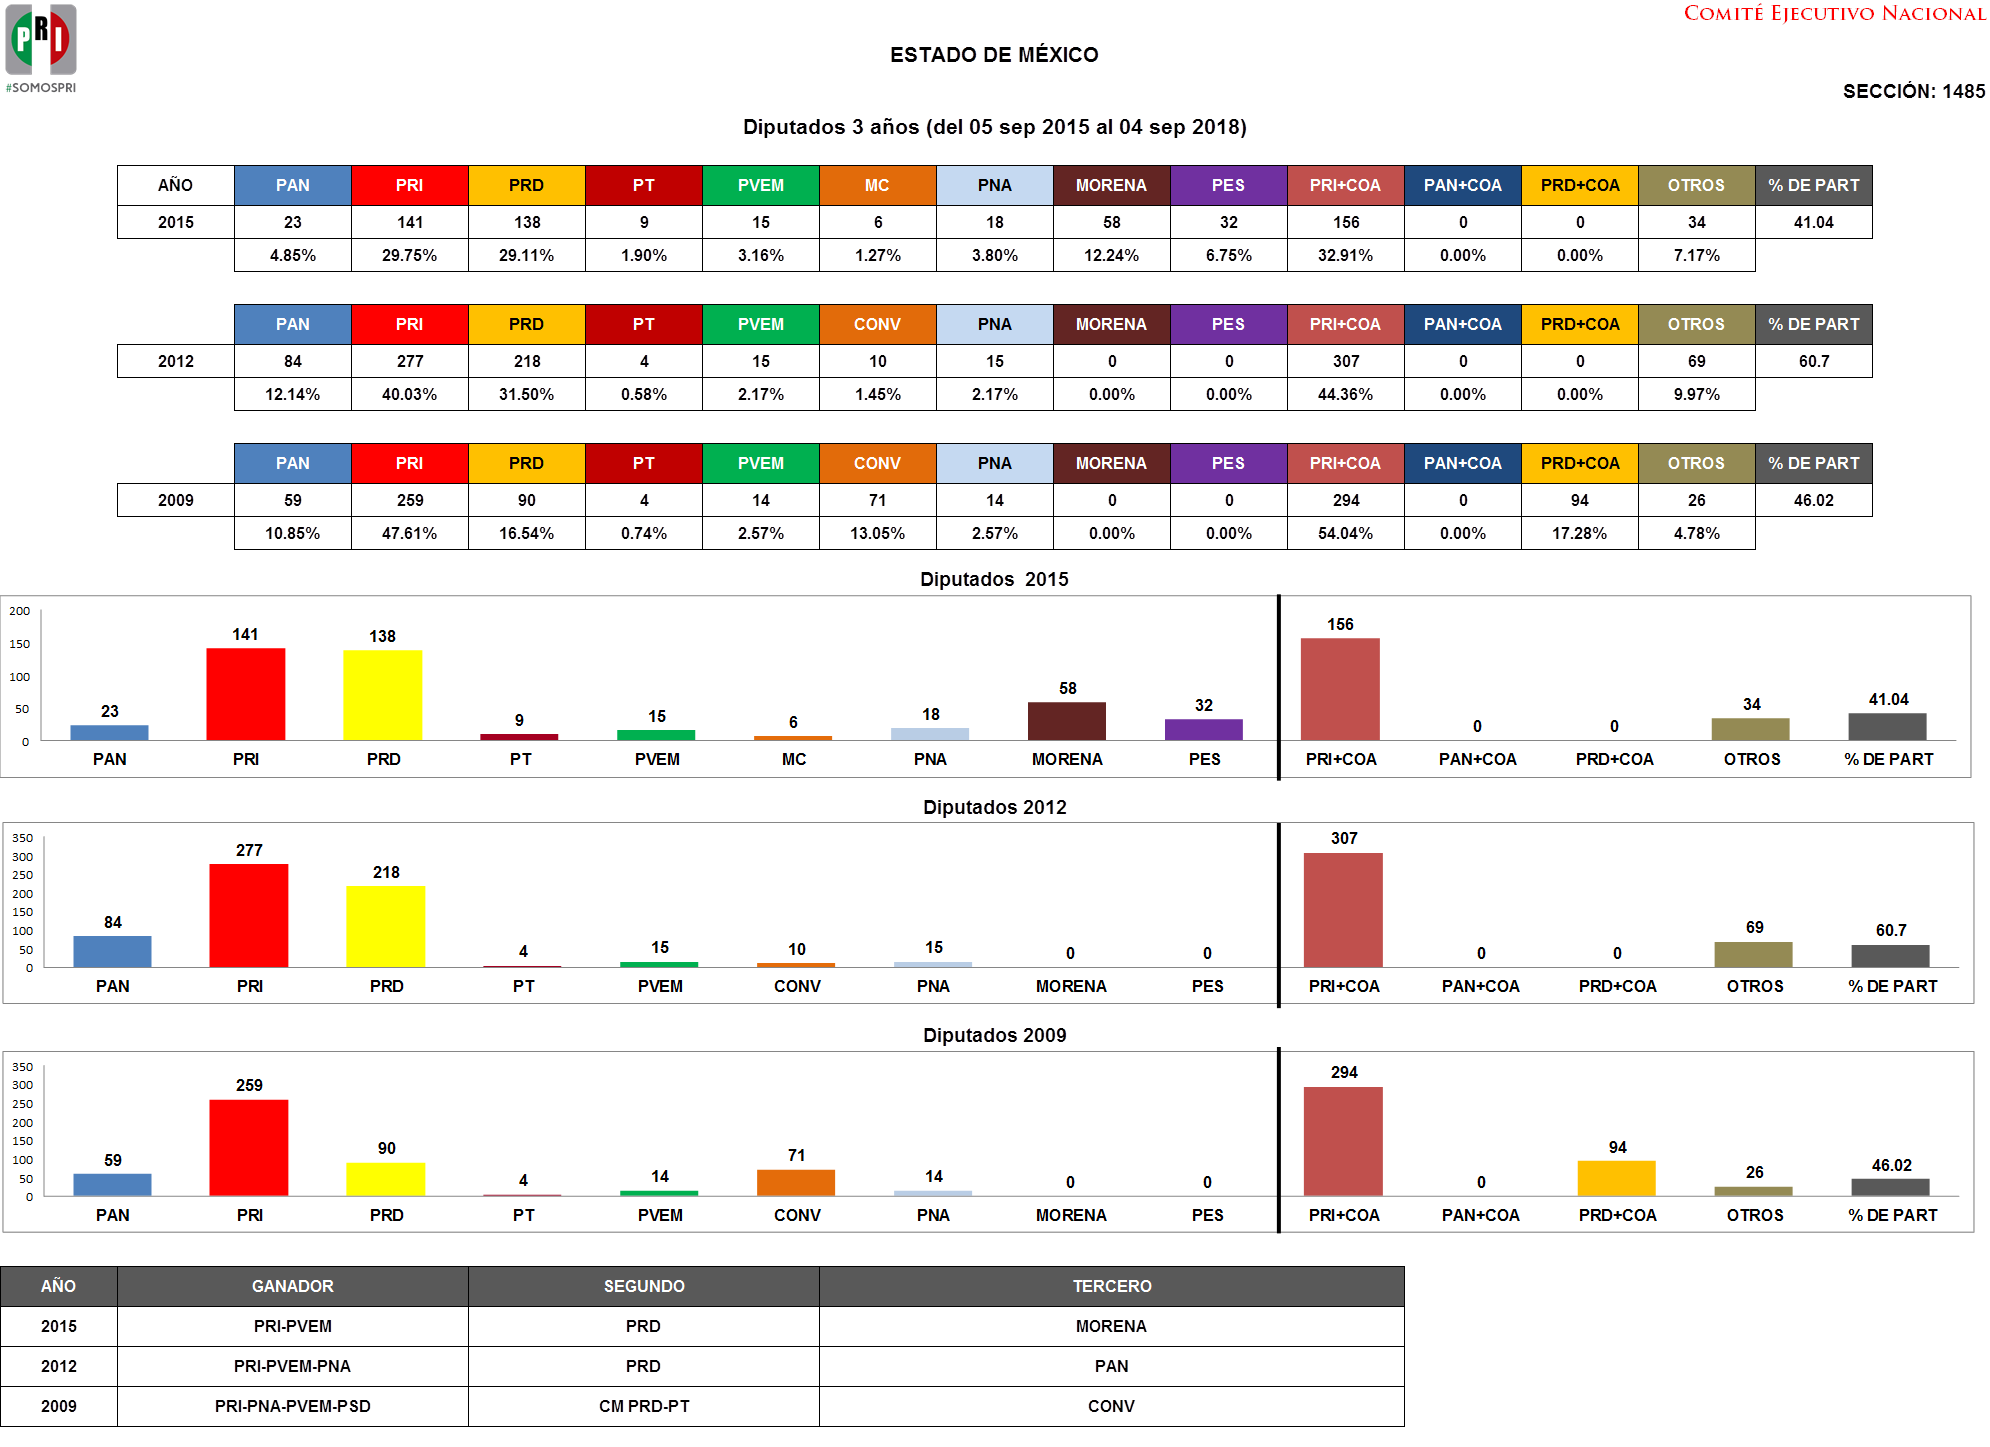 PRI
#SOMOSPRI
COMITÉ EJECUTIVO NACIONAL
ESTADO DE MÉXICO
SECCIÓN: 1485
Diputados 3 años (del 05 sep 2015 al 04 sep 2018)
AÑO PAN PRI PRD PT PVEM MC PNA MORENA PES PRI+COA PAN+COA PRD+COA OTROS % DE PART
2015 23 141 138 9 15 6 18 58 32 156 0 0 34 41.04
4.85% 29.75% 29.11% 1.90% 3.16% 1.27% 3.80% 12.24% 6.75% 32.91% 0.00% 0.00% 7.17%
PAN PRI PRD PT PVEM CONV PNA MORENA PES PRI+COA PAN+COA PRD+COA OTROS % DE PART
2012 84 277 218 4 15 10 15 0 0 307 0 0 69 60.7
12.14% 40.03% 31.50% 0.58% 2.17% 1.45% 2.17% 0.00% 0.00% 44.36% 0.00% 0.00% 9.97%
PAN PRI PRD PT PVEM CONV PNA MORENA PES PRI+COA PAN+COA PRD+COA OTROS % DE PART
2009 59 259 90 4 14 71 14 0 0 294 0 94 26 46.02
10.85% 47.61% 16.54% 0.74% 2.57% 13.05% 2.57% 0.00% 0.00% 54.04% 0.00% 17.28% 4.78%
Diputados 2015
200
150
100
50
0
23 141 138 9 15 6 18 58 32 156 0 0 34 41.04
PAN PRI PRD PT PVEM MC PNA MORENA PES PRI+COA PAN+COA PRD+COA OTROS % DE PART
Diputados 2012
350
300
250
200
150
100
50
0
84 277 218 4 15 10 15 0 0 307 0 0 69 60.7
PAN PRI PRD PT PVEM CONV PNA MORENA PES PRI+COA PAN+COA PRD+COA OTROS % DE PART
Diputados 2009
350
300
250
200
150
100
50
0
59 259 90 4 14 71 14 0 0 294 0 94 26 46.02
PAN PRI PRD PT PVEM CONV PNA MORENA PES PRI+COA PAN+COA PRD+COA OTROS % DE PART
AÑO GANADOR SEGUNDO TERCERO
2015 PRI-PVEM PRD MORENA
2012 PRI-PVEM-PNA PRD PAN
2009 PRI-PNA-PVEM-PSD CM PRD-PT CONV